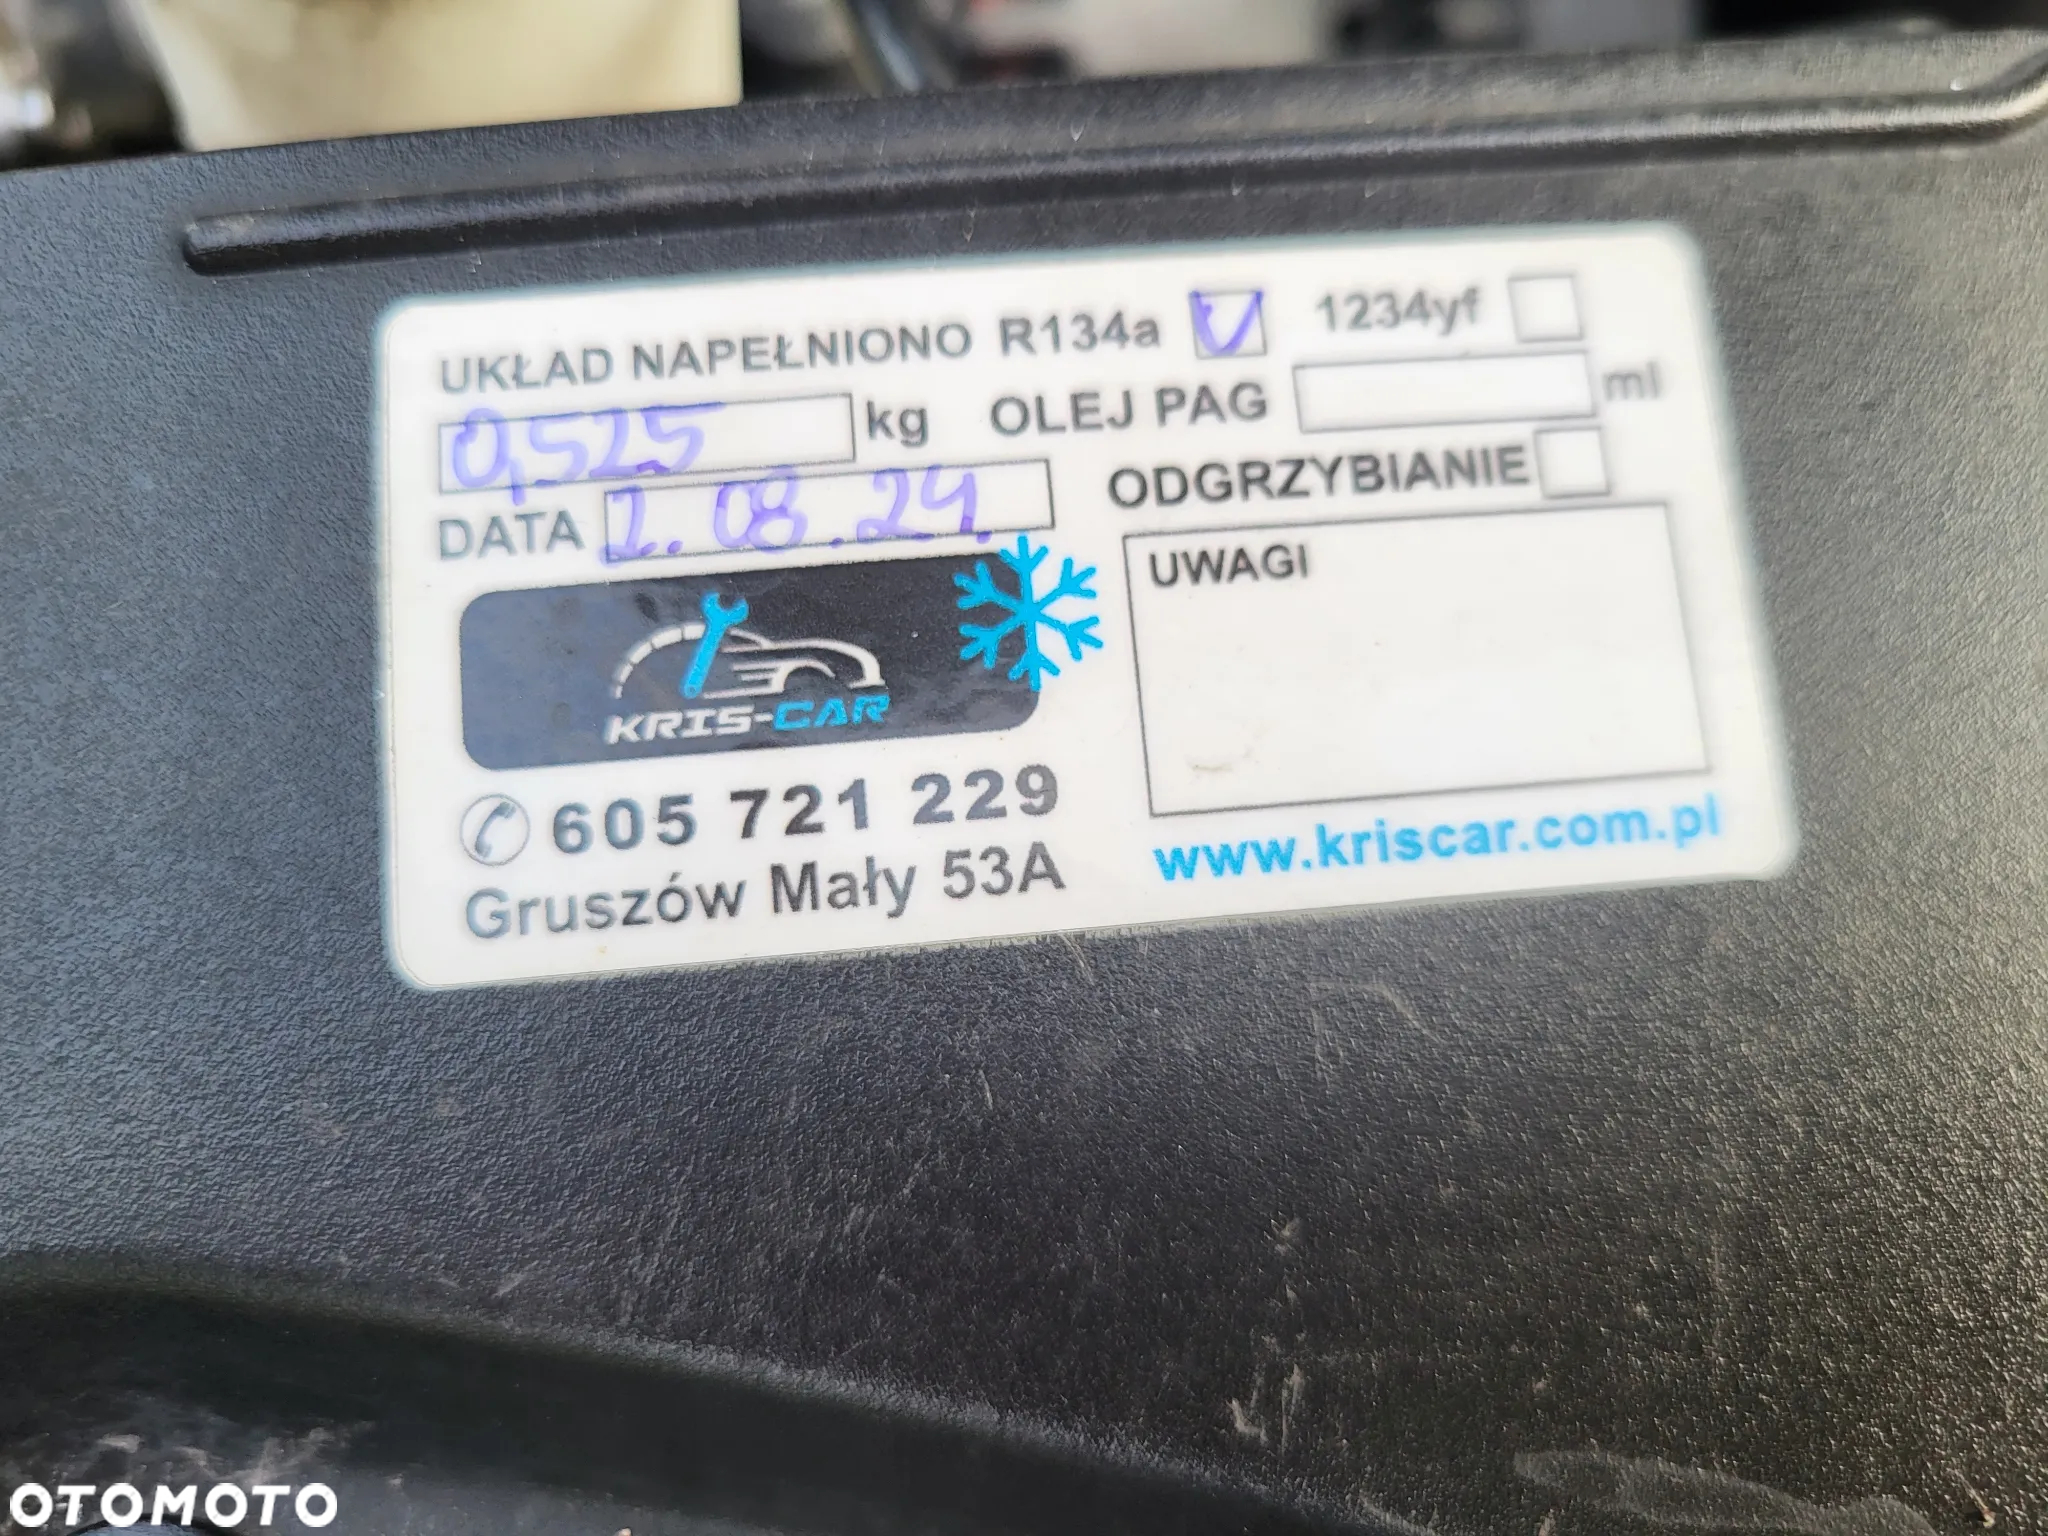 UKŁAD NAPEŁNIONO R134a 1234yf
0,525 kg OLEJ PAG ml
DATA 1.08.24. ODGRZYBIANIE
UWAGI
KRIS-CAR
605 721 229
Gruszów Mały 53A
www.kriscar.com.pl
OTOMOTO